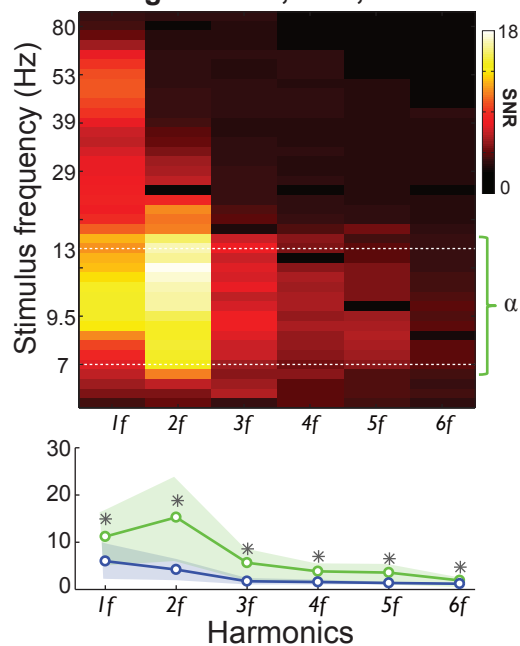 80
53
39
29
13
9.5
7
Stimulus frequency (Hz)
18
SNR
0
α
1f 2f 3f 4f 5f 6f
30
20
10
0
* * * * * *
1f 2f 3f 4f 5f 6f
Harmonics